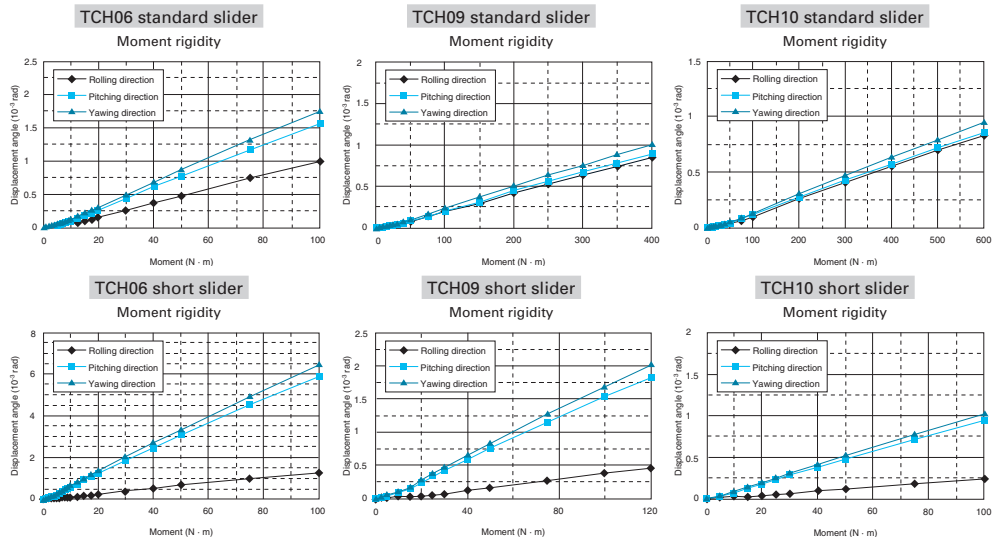 TCH06 standard slider
Moment rigidity
2.5
2
1.5
1
0.5
0
0 20 40 60 80 100
Displacement angle (10⁻³ rad)
Moment (N · m)
Rolling direction
Pitching direction
Yawing direction
TCH09 standard slider
Moment rigidity
2
1.5
1
0.5
0
0 100 200 300 400
Displacement angle (10⁻³ rad)
Moment (N · m)
Rolling direction
Pitching direction
Yawing direction
TCH10 standard slider
Moment rigidity
1.5
1
0.5
0
0 100 200 300 400 500 600
Displacement angle (10⁻³ rad)
Moment (N · m)
Rolling direction
Pitching direction
Yawing direction
TCH06 short slider
Moment rigidity
8
6
4
2
0
0 20 40 60 80 100
Displacement angle (10⁻³ rad)
Moment (N · m)
Rolling direction
Pitching direction
Yawing direction
TCH09 short slider
Moment rigidity
2.5
2
1.5
1
0.5
0
0 40 80 120
Displacement angle (10⁻³ rad)
Moment (N · m)
Rolling direction
Pitching direction
Yawing direction
TCH10 short slider
Moment rigidity
2
1.5
1
0.5
0
0 20 40 60 80 100
Displacement angle (10⁻³ rad)
Moment (N · m)
Rolling direction
Pitching direction
Yawing direction